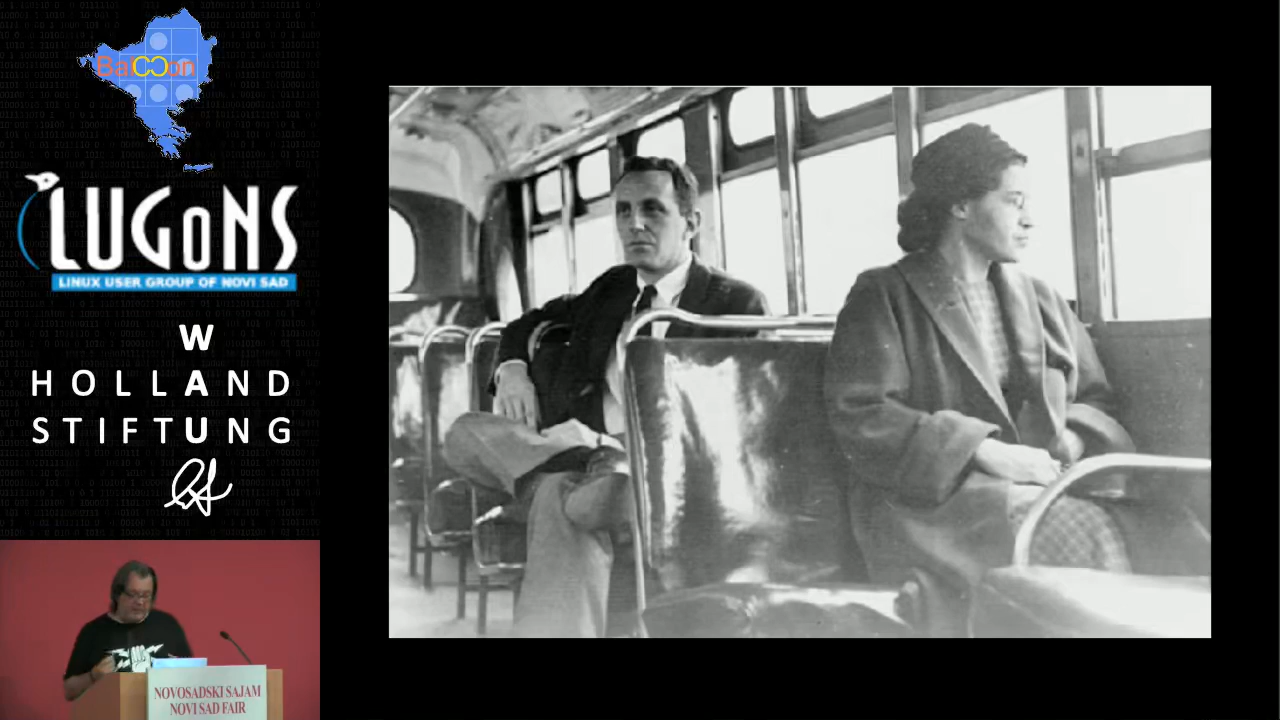 BalCCon
LUGoNS
LINUX USER GROUP OF NOVI SAD
W
HOLLAND
STIFTUNG
NOVOSADSKI SAJAM
NOVI SAD FAIR